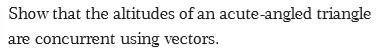 Show that the altitudes of an acute-angled triangle
are concurrent using vectors.